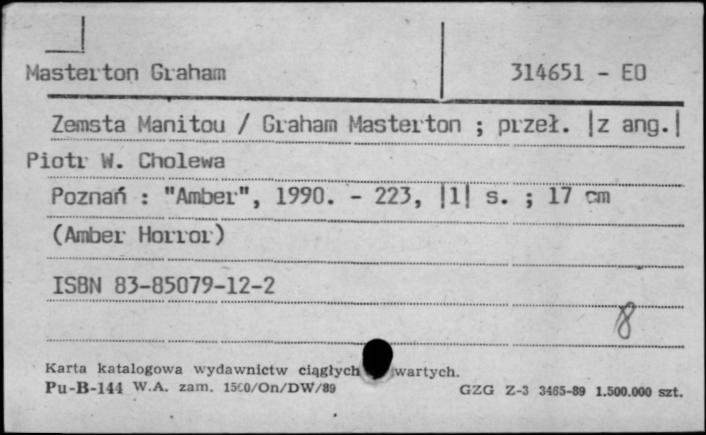 Masterton Graham 314651 - EO
Zemsta Manitou / Graham Masterton ; przeł. |z ang.|
Piotr W. Cholewa
Poznań : "Amber", 1990. - 223, |1| s. ; 17 cm
(Amber Horror)
ISBN 83-85079-12-2
8
Karta katalogowa wydawnictw ciągłych wartych.
Pu-B-144 W.A. zam. 1500/On/DW/89 GZG Z-3 3465-89 1.500.000 szt.